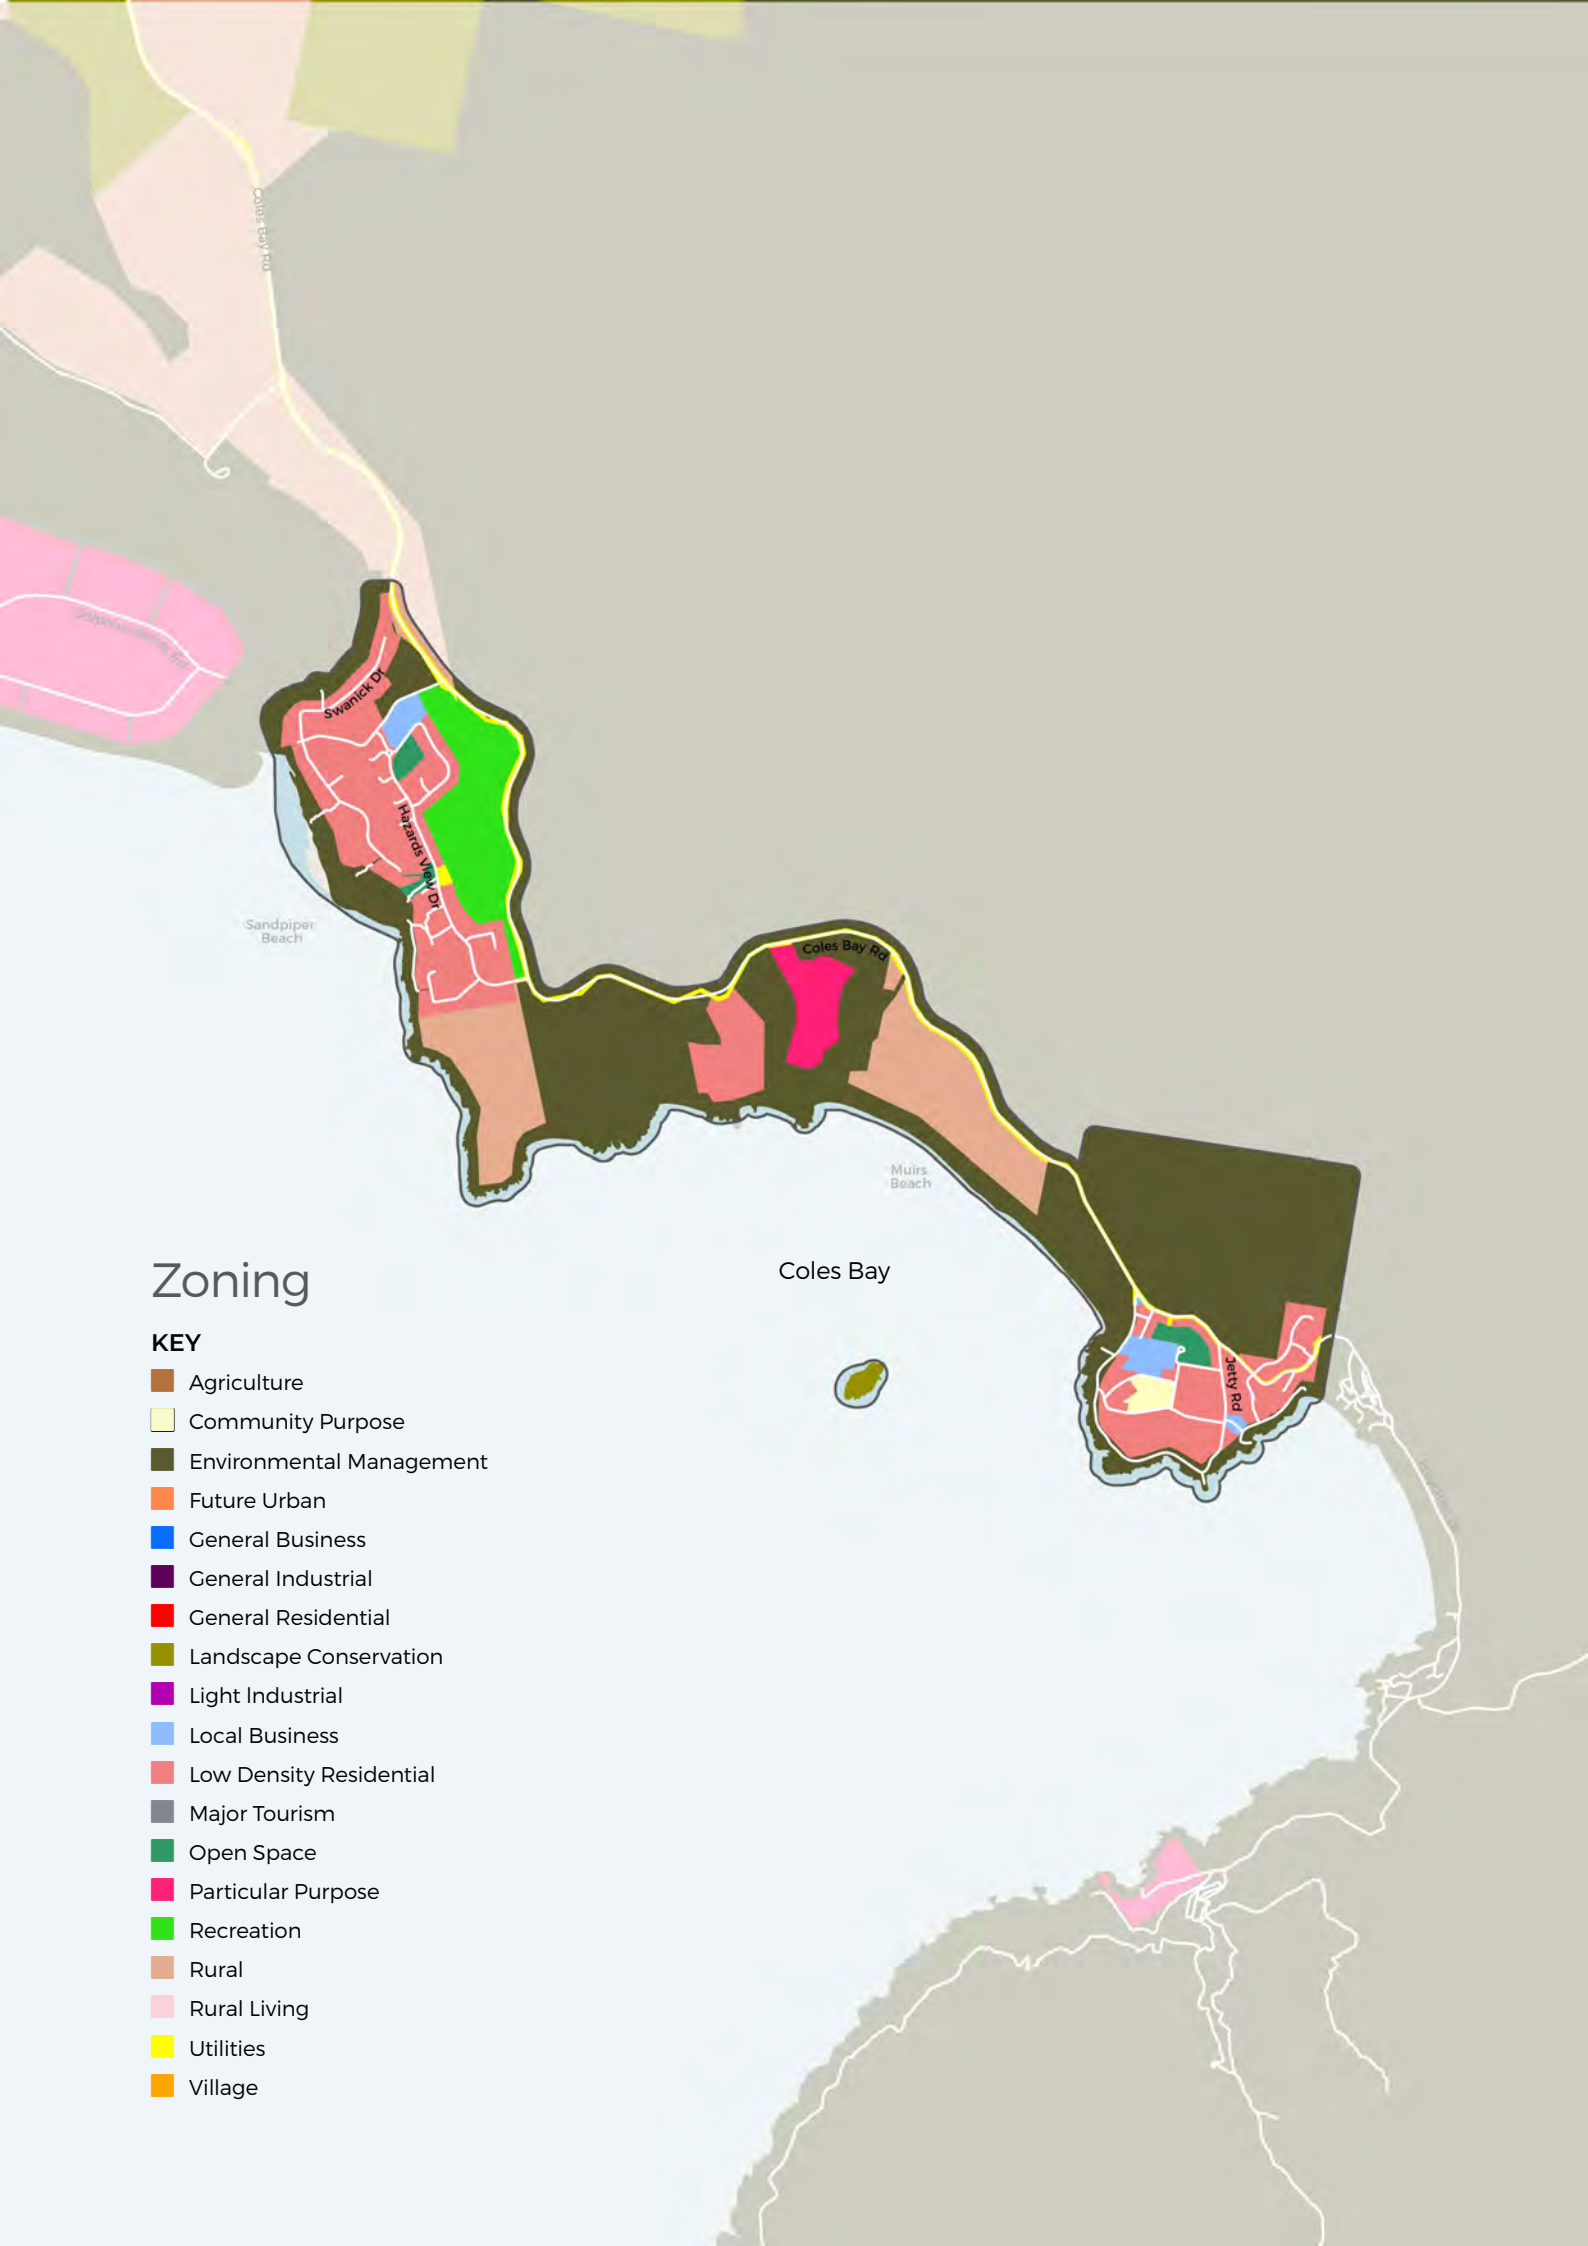 Coles Bay Rd
Swanick Dr
Hazards View Dr
Sandpiper
Beach
Coles Bay Rd
Muirs
Beach
Coles Bay
Jetty Rd
Zoning
KEY
Agriculture
Community Purpose
Environmental Management
Future Urban
General Business
General Industrial
General Residential
Landscape Conservation
Light Industrial
Local Business
Low Density Residential
Major Tourism
Open Space
Particular Purpose
Recreation
Rural
Rural Living
Utilities
Village